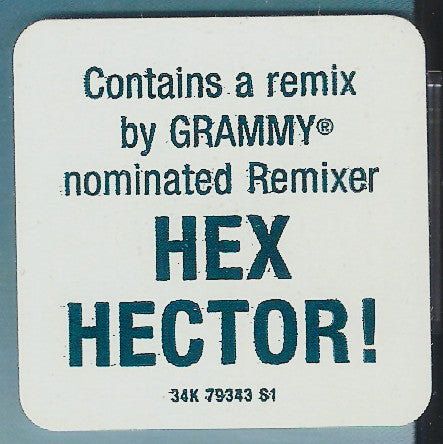 Contains a remix
by GRAMMY®
nominated Remixer
HEX
HECTOR!
34K 79343 S1